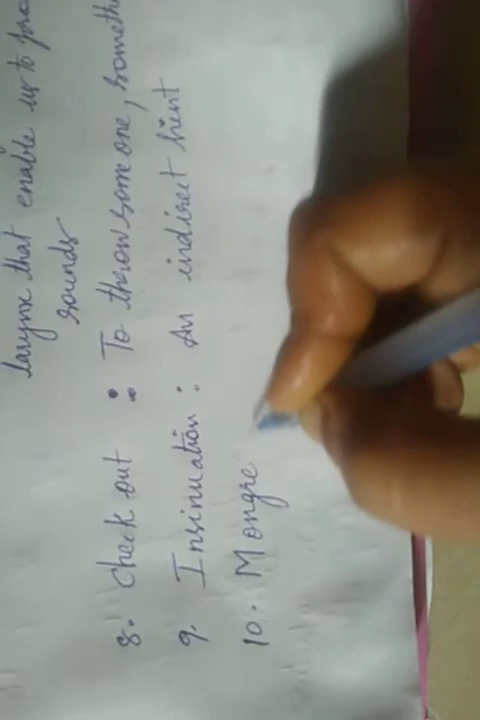 larynx that enable us to
sounds
8. Check out : To throw some one, someth
9. Insinuation : An indirect hint
10. Mongre